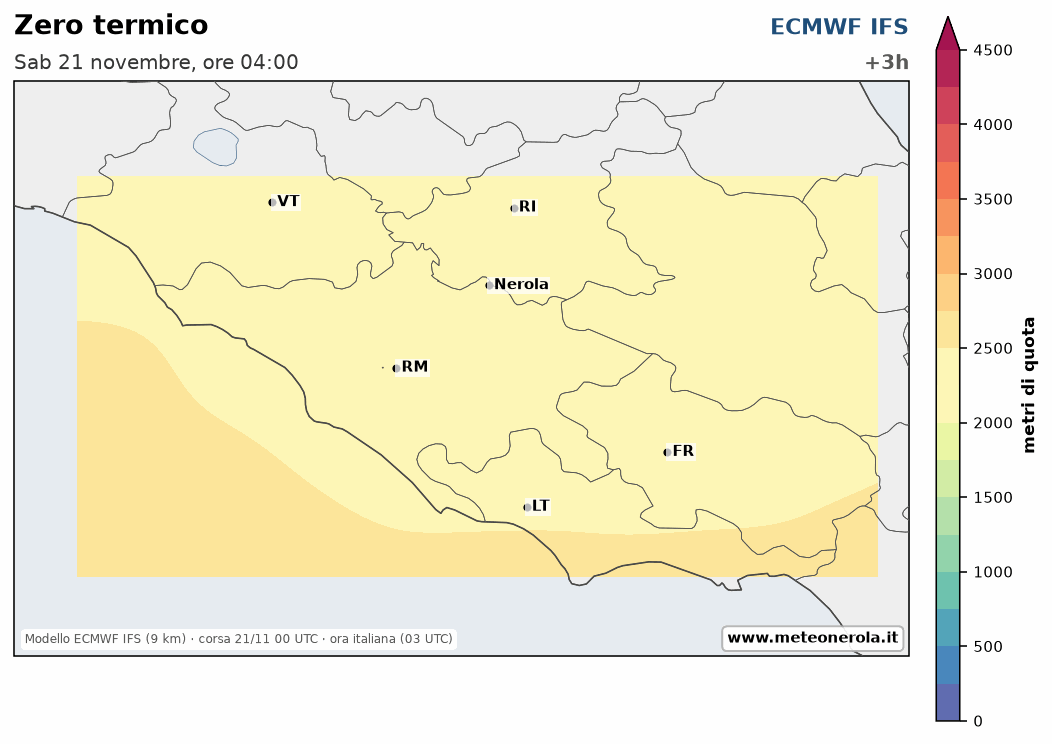 Zero termico
ECMWF IFS
Sab 21 novembre, ore 04:00
+3h
VT
RI
Nerola
RM
FR
LT
4500
4000
3500
3000
2500
2000
1500
1000
500
0
metri di quota
Modello ECMWF IFS (9 km) · corsa 21/11 00 UTC · ora italiana (03 UTC)
www.meteonerola.it